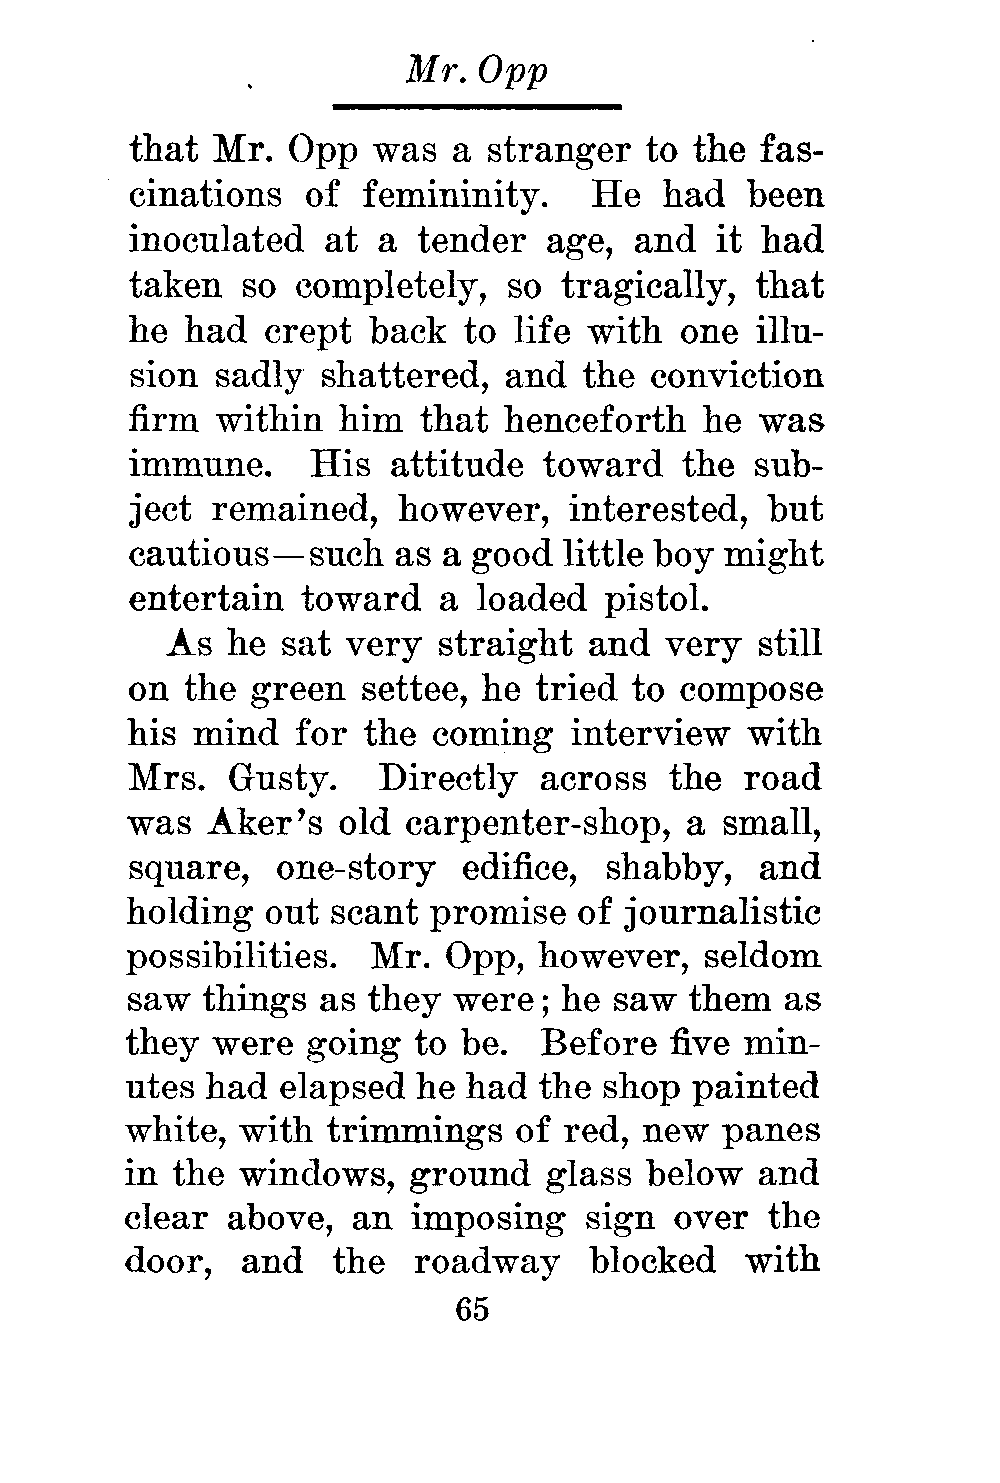 Mr. Opp
that Mr. Opp was a stranger to the fas-
cinations of femininity. He had been
inoculated at a tender age, and it had
taken so completely, so tragically, that
he had crept back to life with one illu-
sion sadly shattered, and the conviction
firm within him that henceforth he was
immune. His attitude toward the sub-
ject remained, however, interested, but
cautious—such as a good little boy might
entertain toward a loaded pistol.
As he sat very straight and very still
on the green settee, he tried to compose
his mind for the coming interview with
Mrs. Gusty. Directly across the road
was Aker's old carpenter-shop, a small,
square, one-story edifice, shabby, and
holding out scant promise of journalistic
possibilities. Mr. Opp, however, seldom
saw things as they were; he saw them as
they were going to be. Before five min-
utes had elapsed he had the shop painted
white, with trimmings of red, new panes
in the windows, ground glass below and
clear above, an imposing sign over the
door, and the roadway blocked with
65